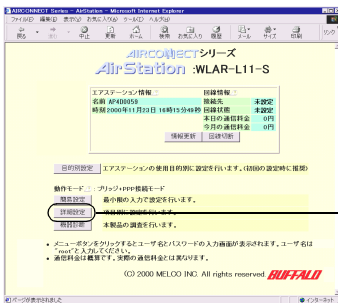 AIRCONNECT Series - AirStation - Microsoft Internet Explorer
ファイル(F) 編集(E) 表示(V) お気に入り(A) ツール(T) ヘルプ(H)
戻る 進む 中止 更新 ホーム 検索 お気に入り 履歴 メール サイズ 印刷 リンク
AIRCONNECTシリーズ
AirStation :WLAR-L11-S
エアステーション情報 回線情報
名前 AP4D0059 接続先 未設定
時刻 2000年11月23日 16時15分49秒 回線状態 未設定
本日の通信料金 0円
今月の通信料金 0円
情報更新 回線切断
目的別設定 エアステーションの使用目的別に設定を行います。(初回の設定時に推奨)
動作モード : ブリッジ+PPP接続モード
簡易設定 最小限の入力で設定を行います。
詳細設定 項目別に設定を行います。
機器診断 本製品の調査を行います。
メニューボタンをクリックするとユーザ名とパスワードの入力画面が表示されます。ユーザ名は
"root"と入力してください。
通信料金は概算です。実際の通信料金とは異なります。
(C) 2000 MELCO INC. All rights reserved. BUFFALO
ページが表示されました インターネット